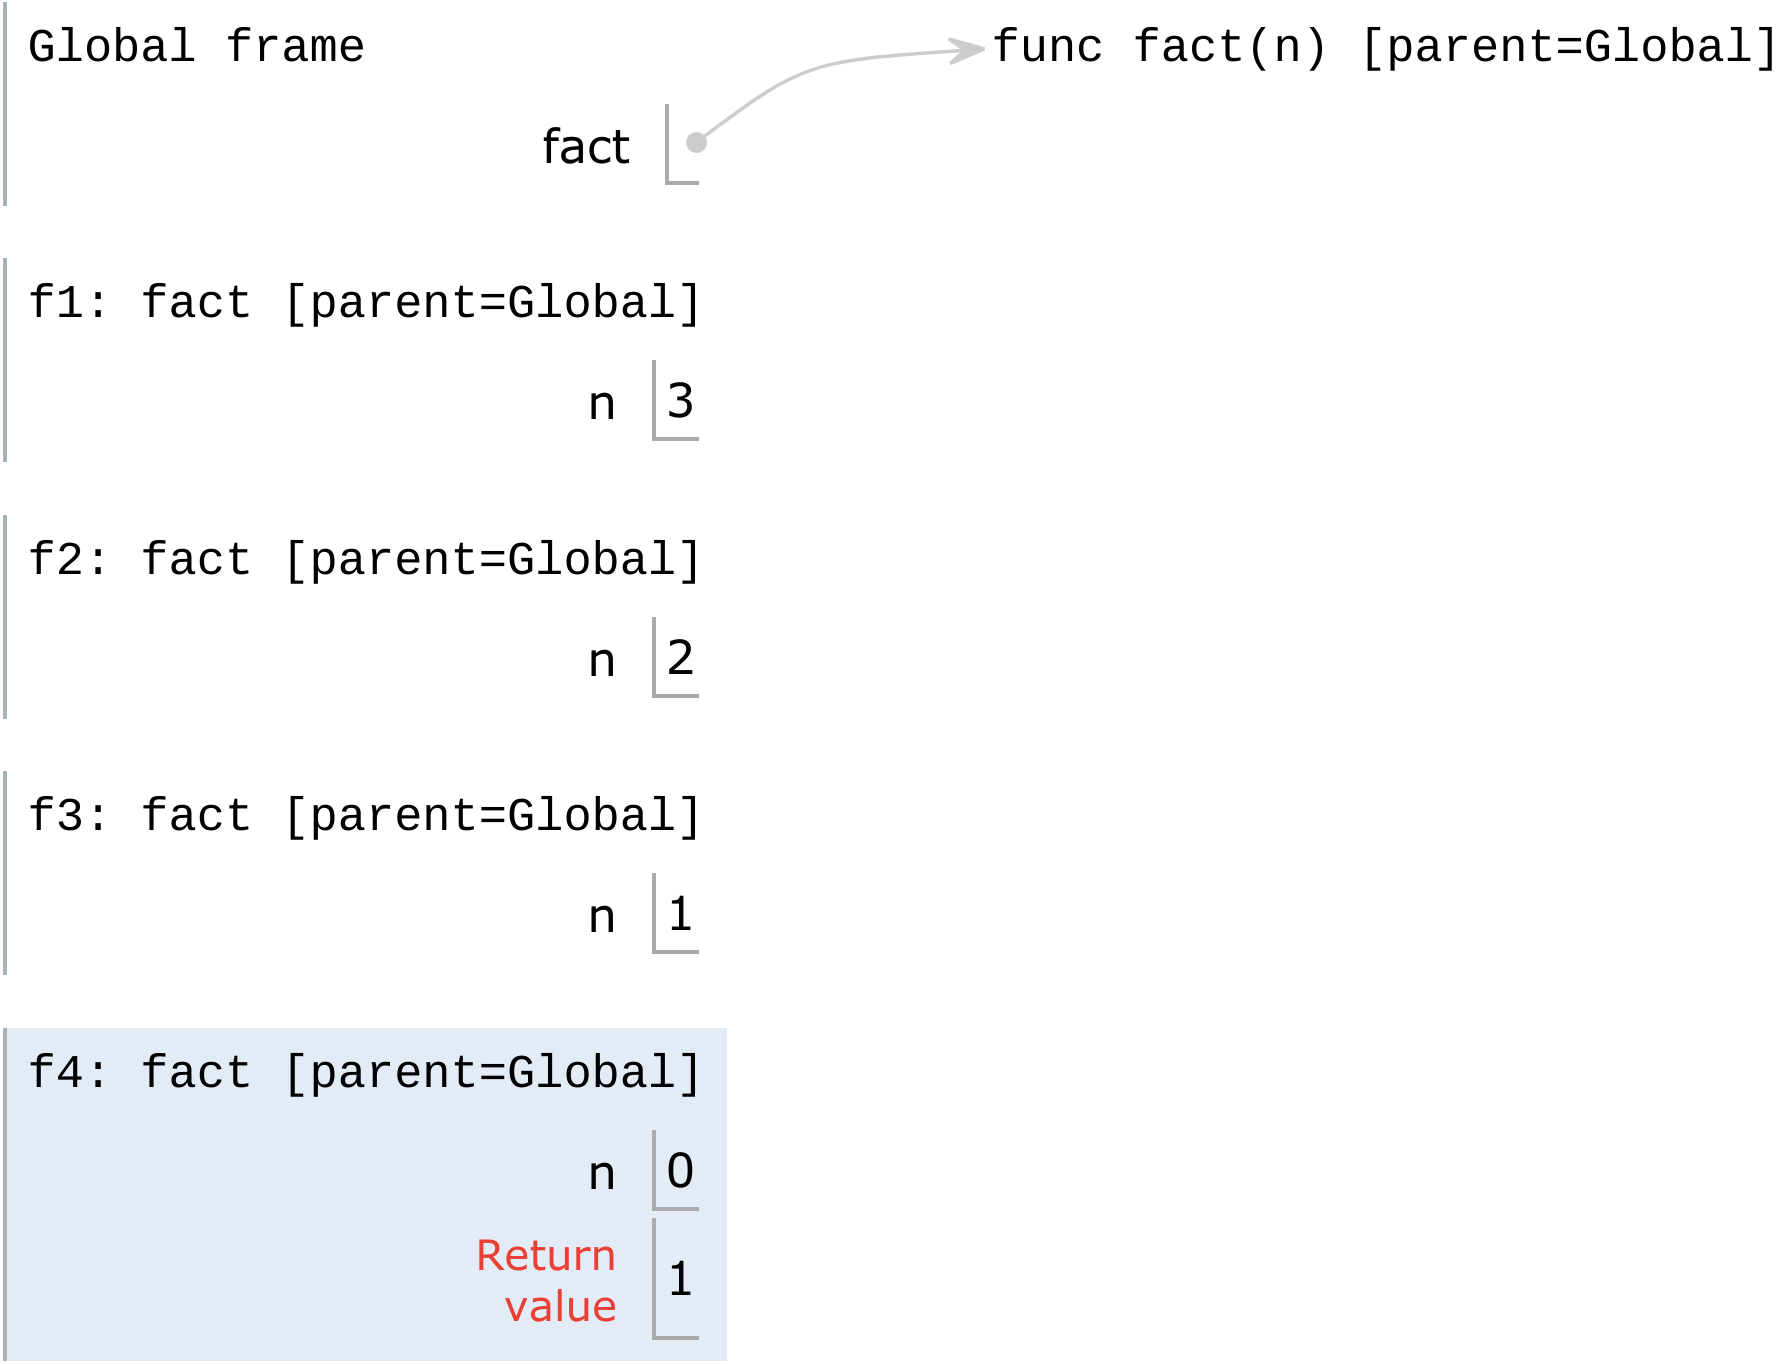 Global frame
func fact(n) [parent=Global]
fact
f1: fact [parent=Global]
n 3
f2: fact [parent=Global]
n 2
f3: fact [parent=Global]
n 1
f4: fact [parent=Global]
n 0
Return
value 1